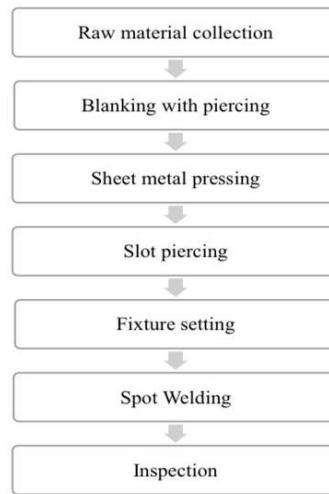 Raw material collection
Blanking with piercing
Sheet metal pressing
Slot piercing
Fixture setting
Spot Welding
Inspection